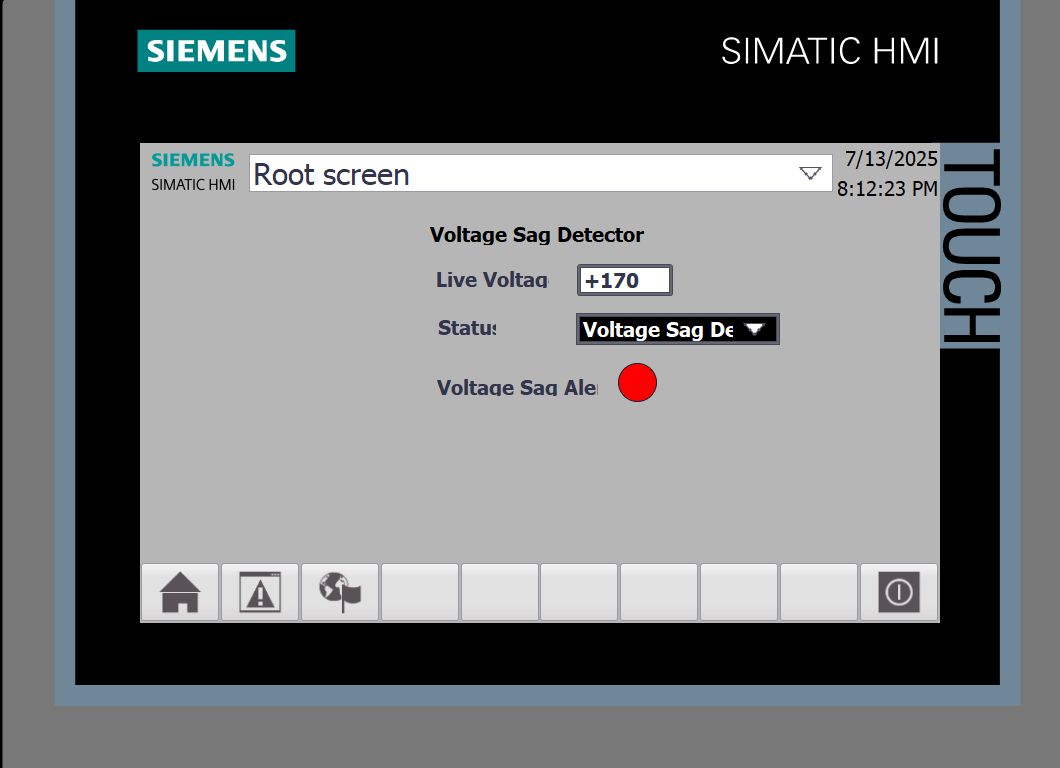 SIEMENS
SIMATIC HMI
SIEMENS
SIMATIC HMI
Root screen
7/13/2025
8:12:23 PM
TOUCH
Voltage Sag Detector
Live Voltag
+170
Status
Voltage Sag De
Voltage Sag Ale